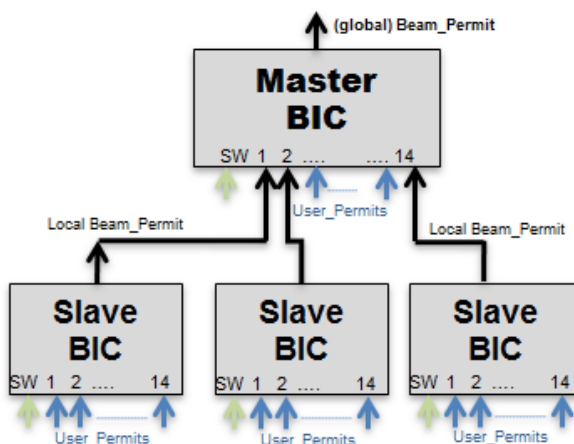 (global) Beam_Permit
Master
BIC
SW 1 2 .... .... 14
User_Permits
Local Beam_Permit
Local Beam_Permit
Slave
BIC
SW 1 2 .... 14
User_Permits
Slave
BIC
SW 1 2 .... 14
User_Permits
Slave
BIC
SW 1 2 .... 14
User_Permits